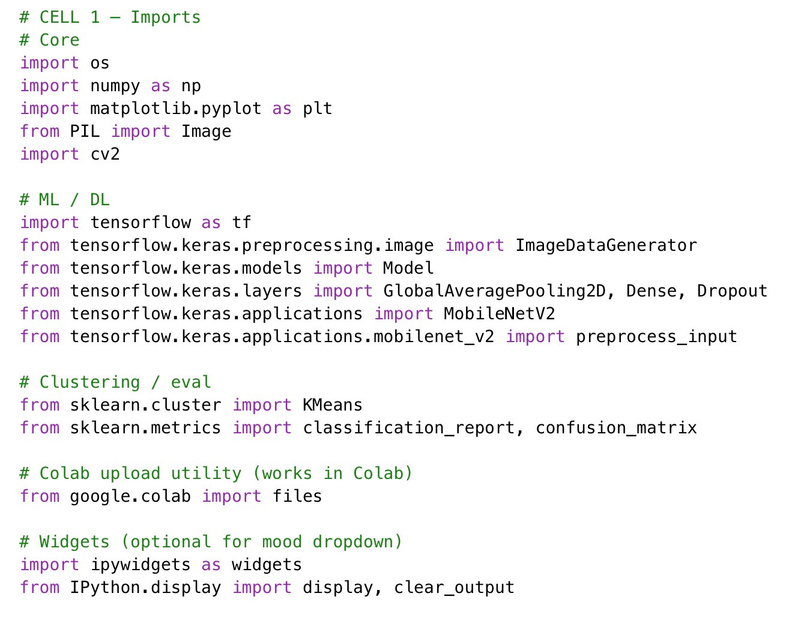 # CELL 1 — Imports
# Core
import os
import numpy as np
import matplotlib.pyplot as plt
from PIL import Image
import cv2
# ML / DL
import tensorflow as tf
from tensorflow.keras.preprocessing.image import ImageDataGenerator
from tensorflow.keras.models import Model
from tensorflow.keras.layers import GlobalAveragePooling2D, Dense, Dropout
from tensorflow.keras.applications import MobileNetV2
from tensorflow.keras.applications.mobilenet_v2 import preprocess_input
# Clustering / eval
from sklearn.cluster import KMeans
from sklearn.metrics import classification_report, confusion_matrix
# Colab upload utility (works in Colab)
from google.colab import files
# Widgets (optional for mood dropdown)
import ipywidgets as widgets
from IPython.display import display, clear_output